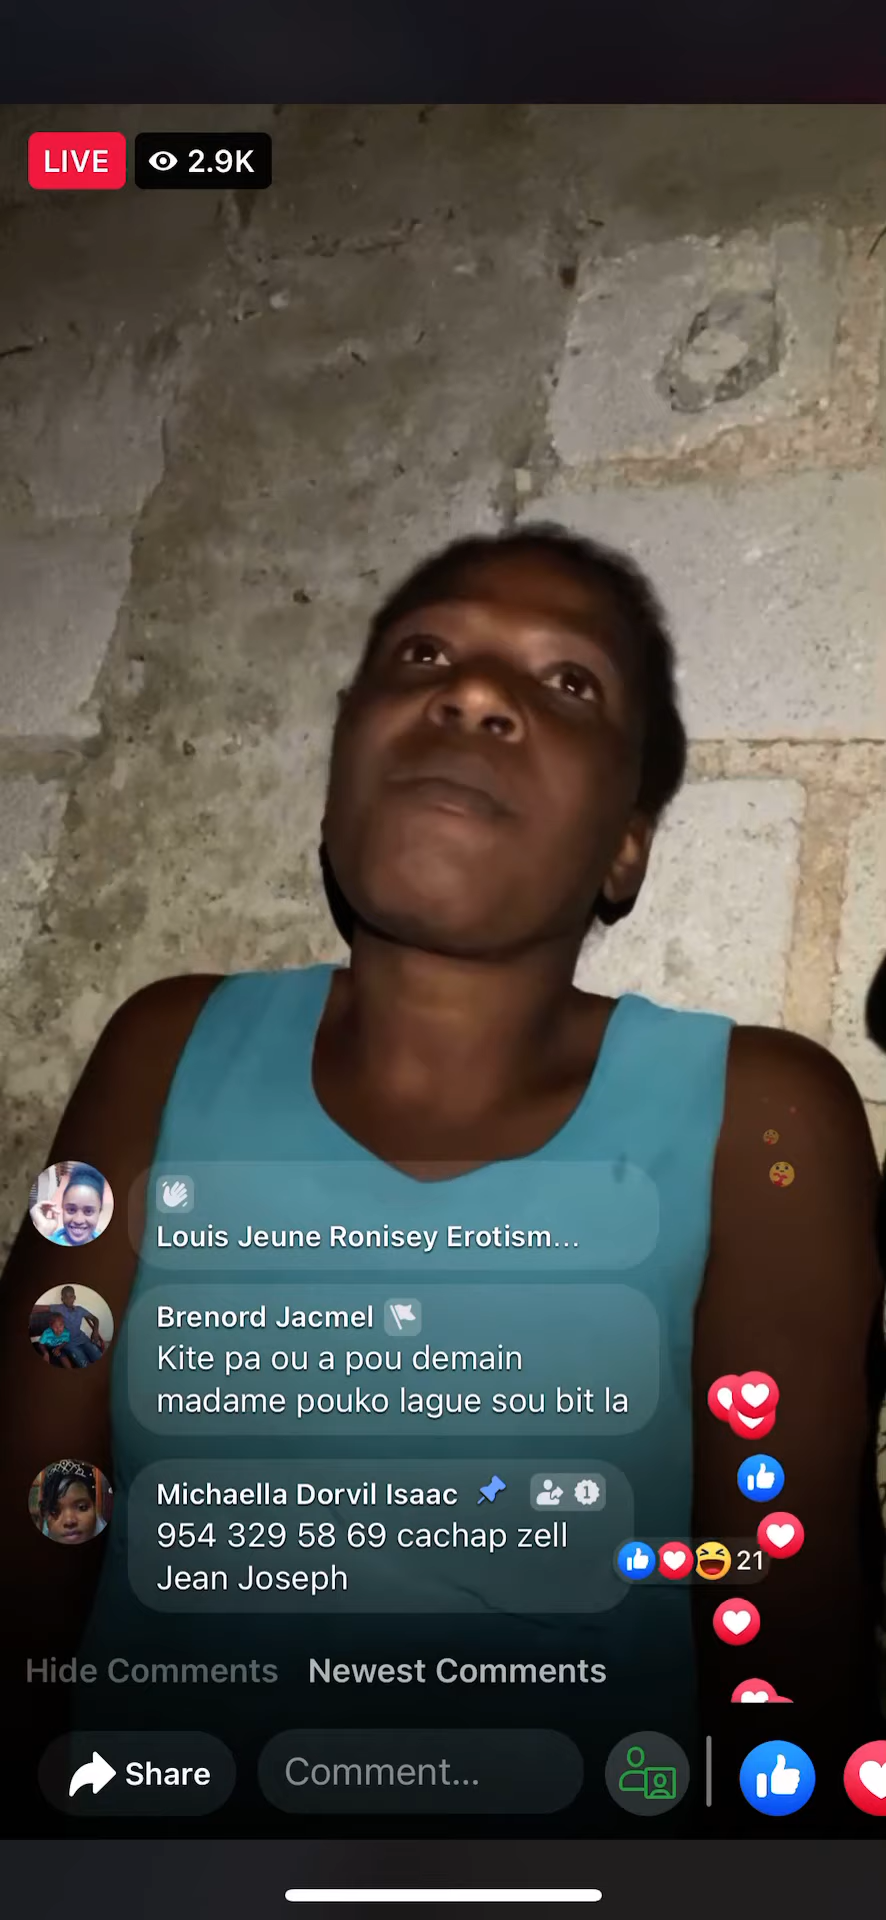 LIVE 2.9K
Louis Jeune Ronisey Erotism...
Brenord Jacmel
Kite pa ou a pou demain
madame pouko lague sou bit la
Michaella Dorvil Isaac 1
954 329 58 69 cachap zell
Jean Joseph
21
Hide Comments Newest Comments
Share Comment...